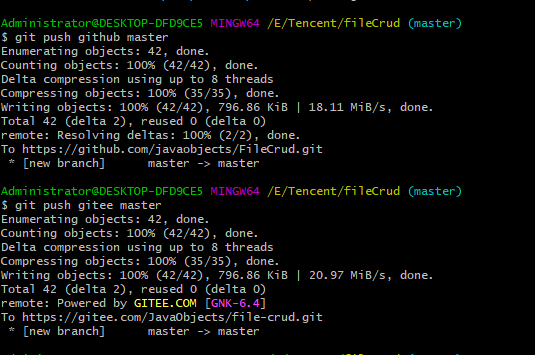 Administrator@DESKTOP-DFD9CE5 MINGW64 /E/Tencent/fileCrud (master)
$ git push github master
Enumerating objects: 42, done.
Counting objects: 100% (42/42), done.
Delta compression using up to 8 threads
Compressing objects: 100% (35/35), done.
Writing objects: 100% (42/42), 796.86 KiB | 18.11 MiB/s, done.
Total 42 (delta 2), reused 0 (delta 0)
remote: Resolving deltas: 100% (2/2), done.
To https://github.com/javaobjects/FileCrud.git
 * [new branch]      master -> master

Administrator@DESKTOP-DFD9CE5 MINGW64 /E/Tencent/fileCrud (master)
$ git push gitee master
Enumerating objects: 42, done.
Counting objects: 100% (42/42), done.
Delta compression using up to 8 threads
Compressing objects: 100% (35/35), done.
Writing objects: 100% (42/42), 796.86 KiB | 20.97 MiB/s, done.
Total 42 (delta 2), reused 0 (delta 0)
remote: Powered by GITEE.COM [GNK-6.4]
To https://gitee.com/JavaObjects/file-crud.git
 * [new branch]      master -> master